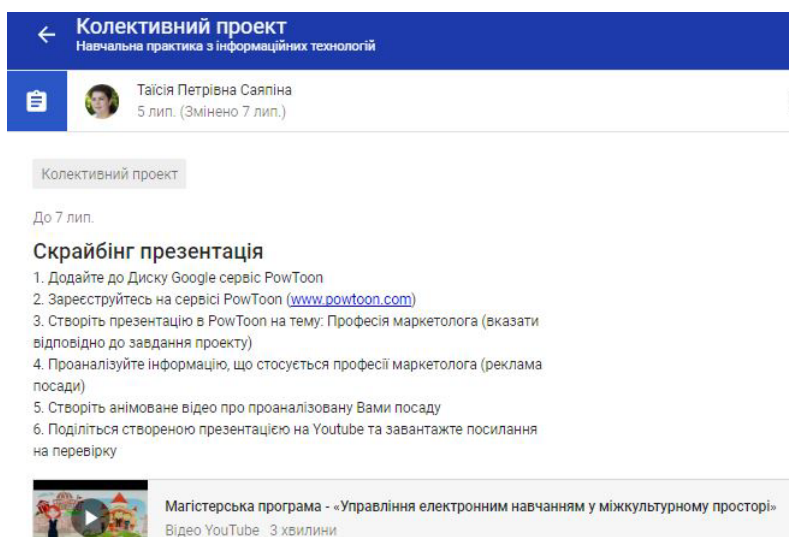 Колективний проект
Навчальна практика з інформаційних технологій
Таїсія Петрівна Саяпіна
5 лип. (Змінено 7 лип.)
Колективний проект
До 7 лип.
Скрайбінг презентація
1. Додайте до Диску Google сервіс PowToon
2. Зареєструйтесь на сервісі PowToon (www.powtoon.com)
3. Створіть презентацію в PowToon на тему: Професія маркетолога (вказати
відповідно до завдання проекту)
4. Проаналізуйте інформацію, що стосується професії маркетолога (реклама
посади)
5. Створіть анімоване відео про проаналізовану Вами посаду
6. Поділіться створеною презентацією на Youtube та завантажте посилання
на перевірку
Магістерська програма - «Управління електронним навчанням у міжкультурному просторі»
Відео YouTube 3 хвилини